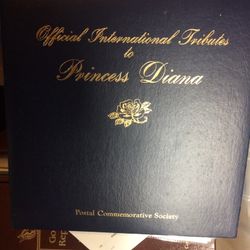 Official International Tributes
to
Princess Diana
Postal Commemorative Society